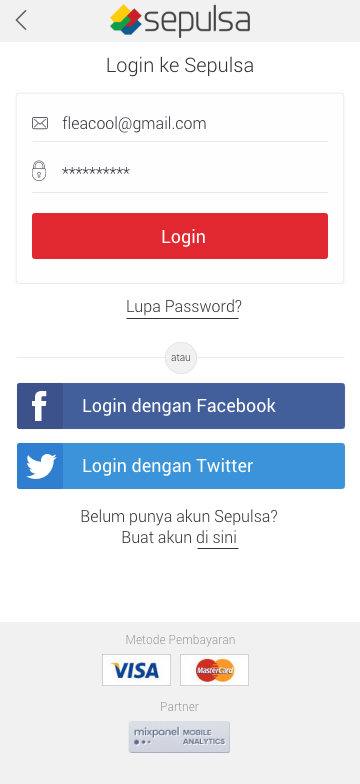 sepulsa
Login ke Sepulsa
fleacool@gmail.com
**********
Login
Lupa Password?
atau
f Login dengan Facebook
Login dengan Twitter
Belum punya akun Sepulsa?
Buat akun di sini
Metode Pembayaran
VISA MasterCard
Partner
mixpanel MOBILE
ANALYTICS